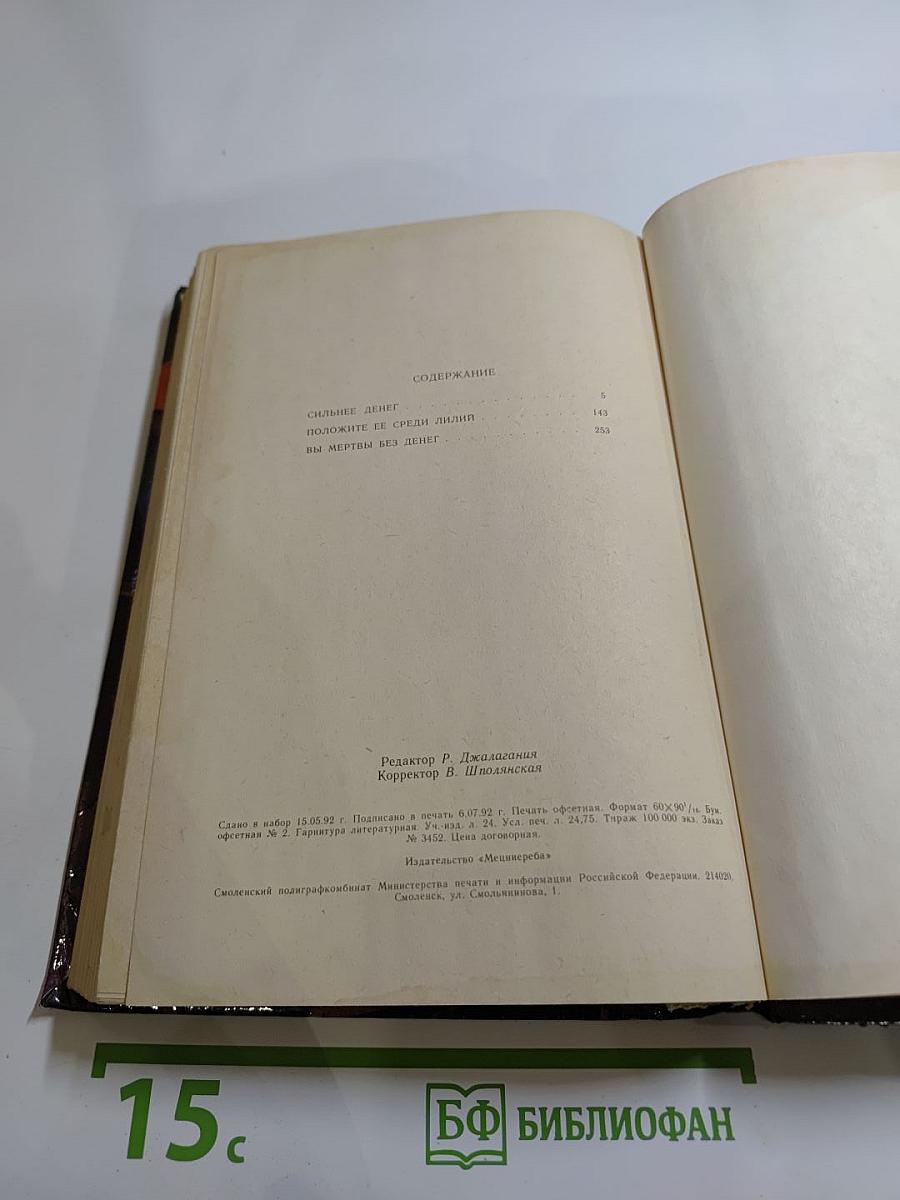 СОДЕРЖАНИЕ
СИЛЬНЕЕ ДЕНЕГ . . . . . . . . . . . . . . 5
ПОЛОЖИТЕ ЕЕ СРЕДИ ЛИЛИЙ . . . . . . . . 143
ВЫ МЕРТВЫ БЕЗ ДЕНЕГ . . . . . . . . . . . 253
Редактор Р. Джалагания
Корректор В. Шполянская
Сдано в набор 15.05.92 г. Подписано в печать 6.07.92 г. Печать офсетная. Формат 60×90¹/₁₆. Бум.
офсетная № 2. Гарнитура литературная. Уч.-изд. л. 24. Усл. печ. л. 24,75. Тираж 100 000 экз. Заказ
№ 3452. Цена договорная.
Издательство «Мецниереба»
Смоленский полиграфкомбинат Министерства печати и информации Российской Федерации. 214020,
Смоленск, ул. Смольянинова, 1.
15 с
БФ БИБЛИОФАН